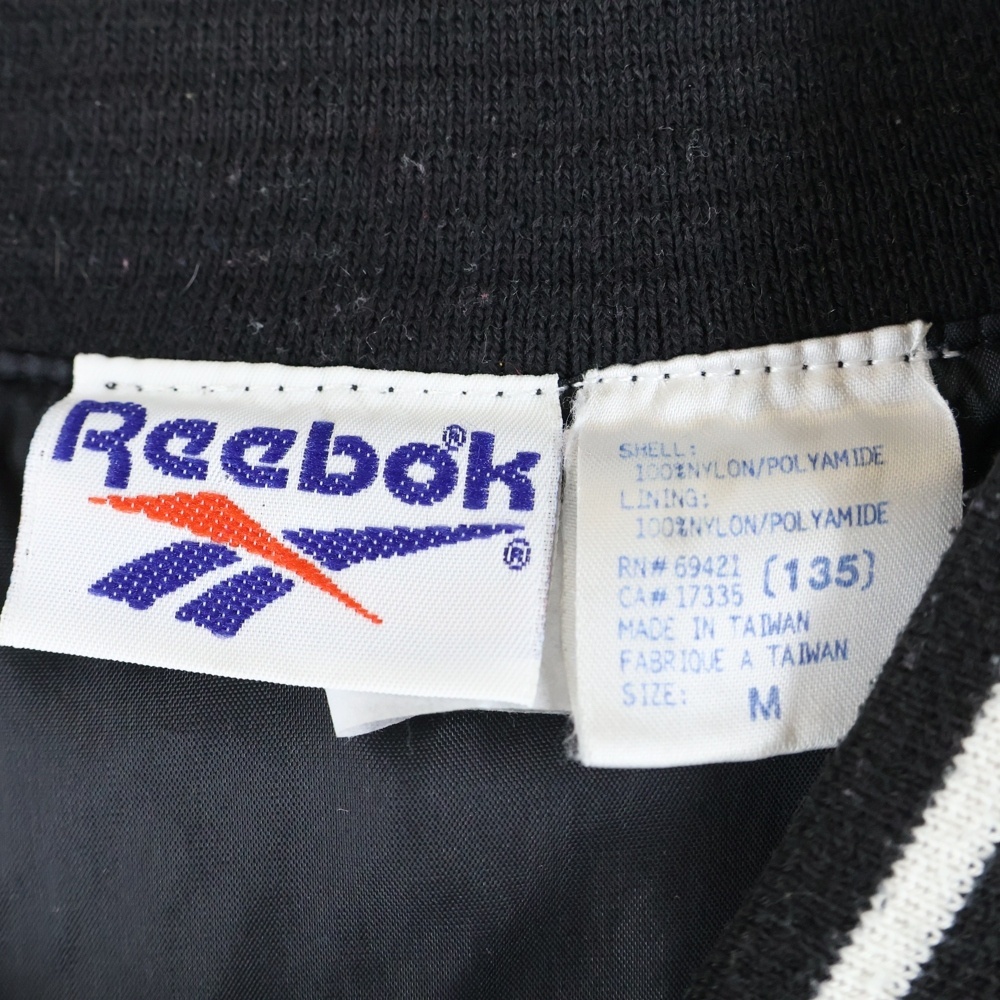 Reebok®
®
SHELL:
100%NYLON/POLYAMIDE
LINING:
100%NYLON/POLYAMIDE
RN# 69421 (135)
CA# 17335
MADE IN TAIWAN
FABRIQUE A TAIWAN
SIZE: M